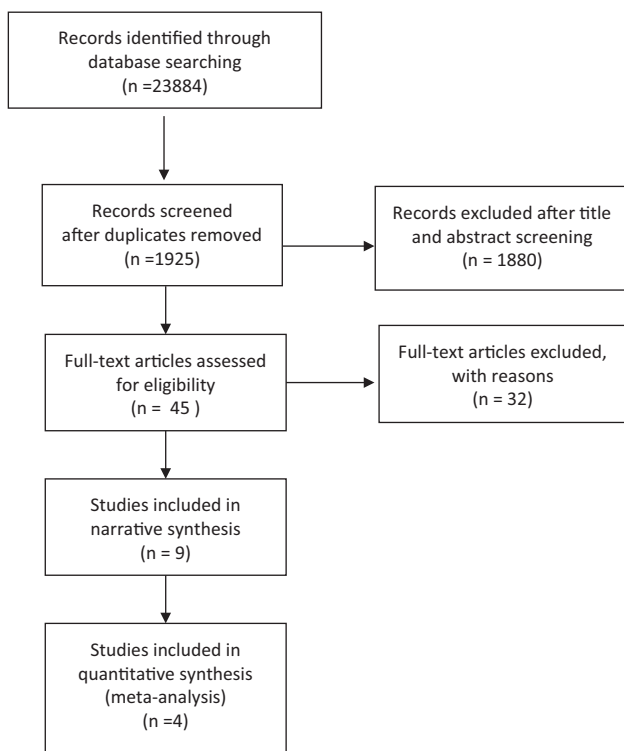 Records identified through
database searching
(n =23884)
Records screened
after duplicates removed
(n =1925)
Records excluded after title
and abstract screening
(n = 1880)
Full-text articles assessed
for eligibility
(n =  45 )
Full-text articles excluded,
with reasons
(n = 32)
Studies included in
narrative synthesis
(n = 9)
Studies included in
quantitative synthesis
(meta-analysis)
(n =4)